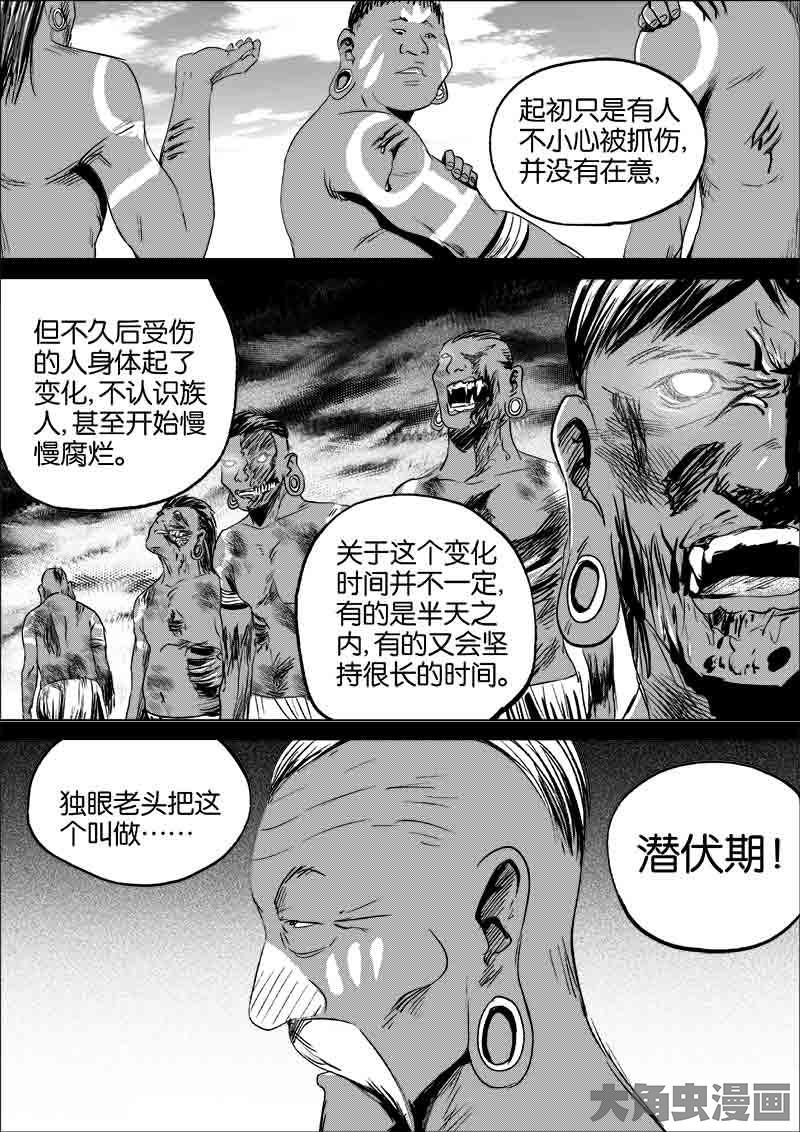 起初只是有人
不小心被抓伤,
并没有在意,
但不久后受伤
的人身体起了
变化,不认识族
人,甚至开始慢
慢腐烂。
关于这个变化
时间并不一定,
有的是半天之
内,有的又会坚
持很长的时间。
独眼老头把这
个叫做……
潜伏期!
大角虫漫画